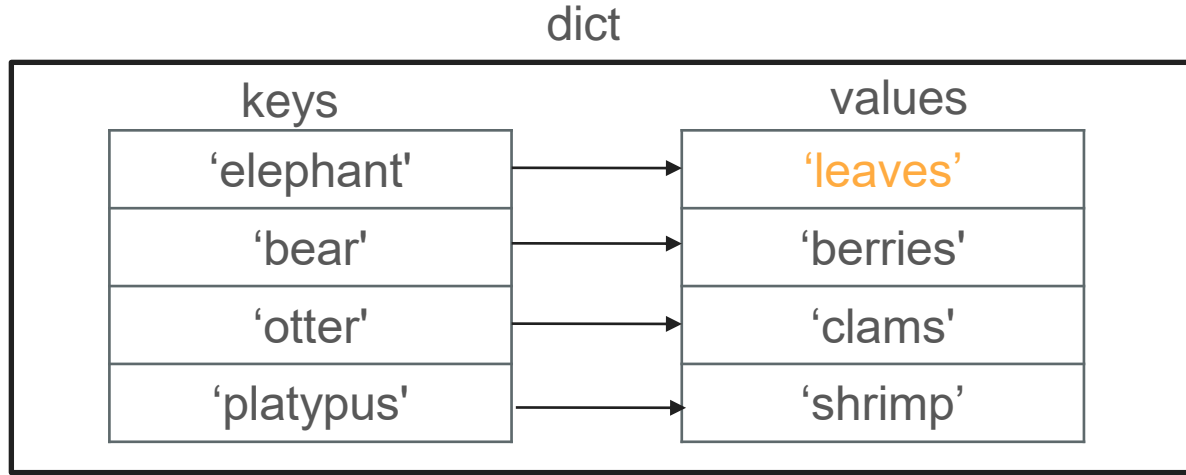 dict
keys values
‘elephant' ‘leaves’
‘bear' ‘berries'
‘otter' ‘clams'
‘platypus' ‘shrimp’